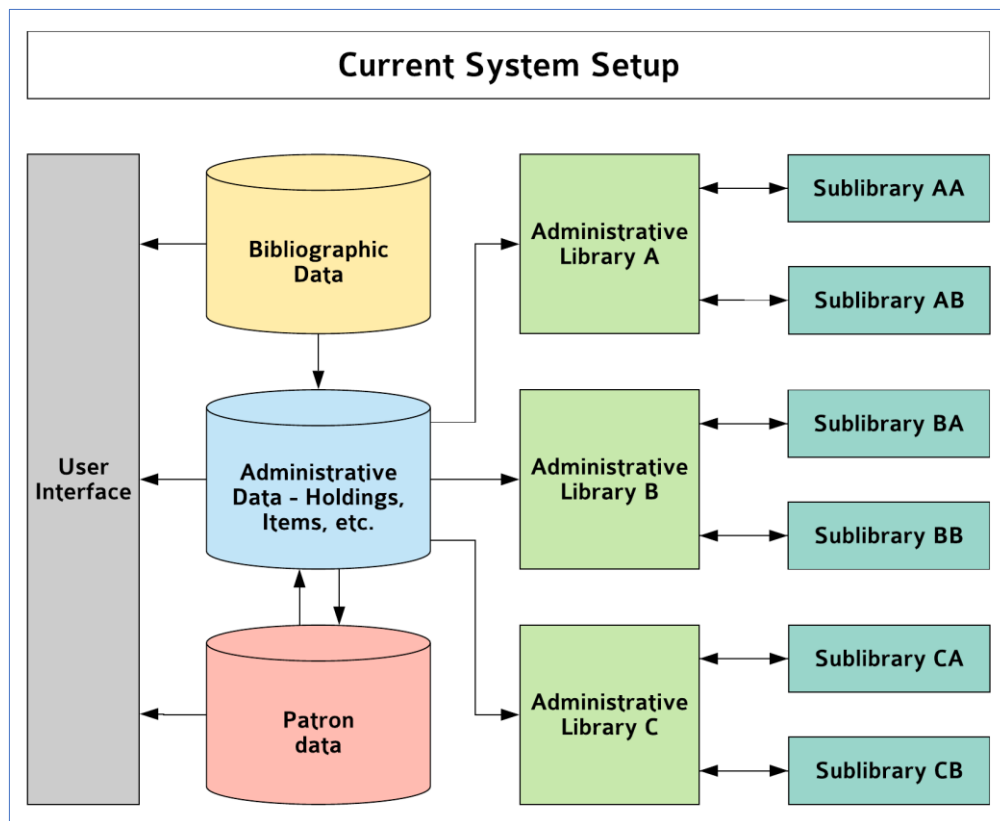 Current System Setup
User
Interface
Bibliographic
Data
Administrative
Data - Holdings,
Items, etc.
Patron
data
Administrative
Library A
Administrative
Library B
Administrative
Library C
Sublibrary AA
Sublibrary AB
Sublibrary BA
Sublibrary BB
Sublibrary CA
Sublibrary CB